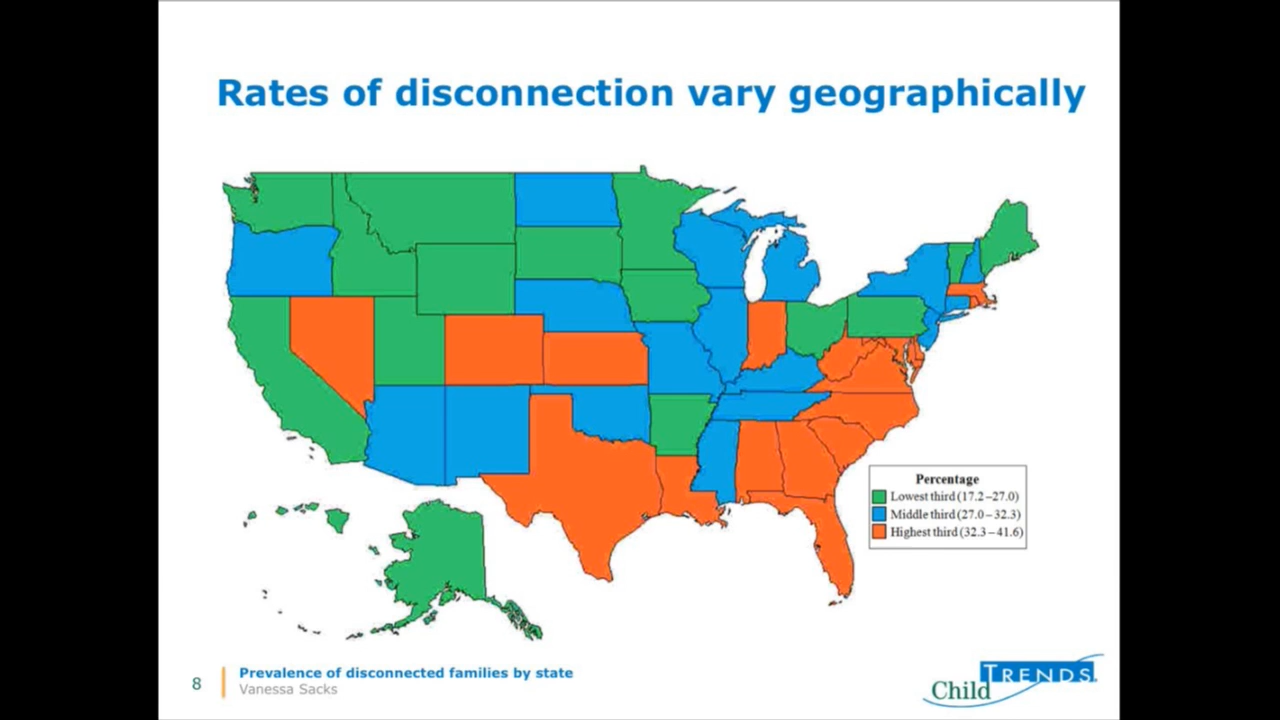 Rates of disconnection vary geographically
Percentage
Lowest third (17.2–27.0)
Middle third (27.0–32.3)
Highest third (32.3–41.6)
8
Prevalence of disconnected families by state
Vanessa Sacks
Child TRENDS